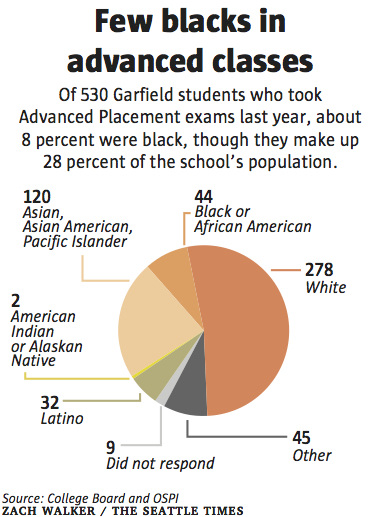 Few blacks in
advanced classes
Of 530 Garfield students who took
Advanced Placement exams last year, about
8 percent were black, though they make up
28 percent of the school's population.
120
Asian,
Asian American,
Pacific Islander
44
Black or
African American
278
White
2
American
Indian
or Alaskan
Native
32
Latino
9
Did not respond
45
Other
Source: College Board and OSPI
ZACH WALKER / THE SEATTLE TIMES